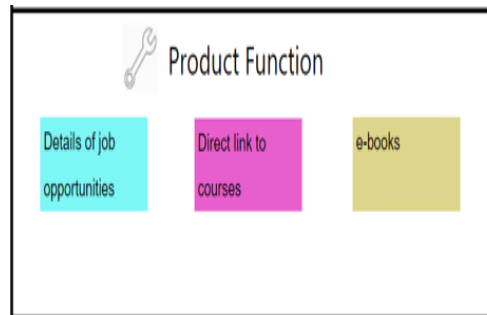 Product Function
Details of job
opportunities
Direct link to
courses
e-books